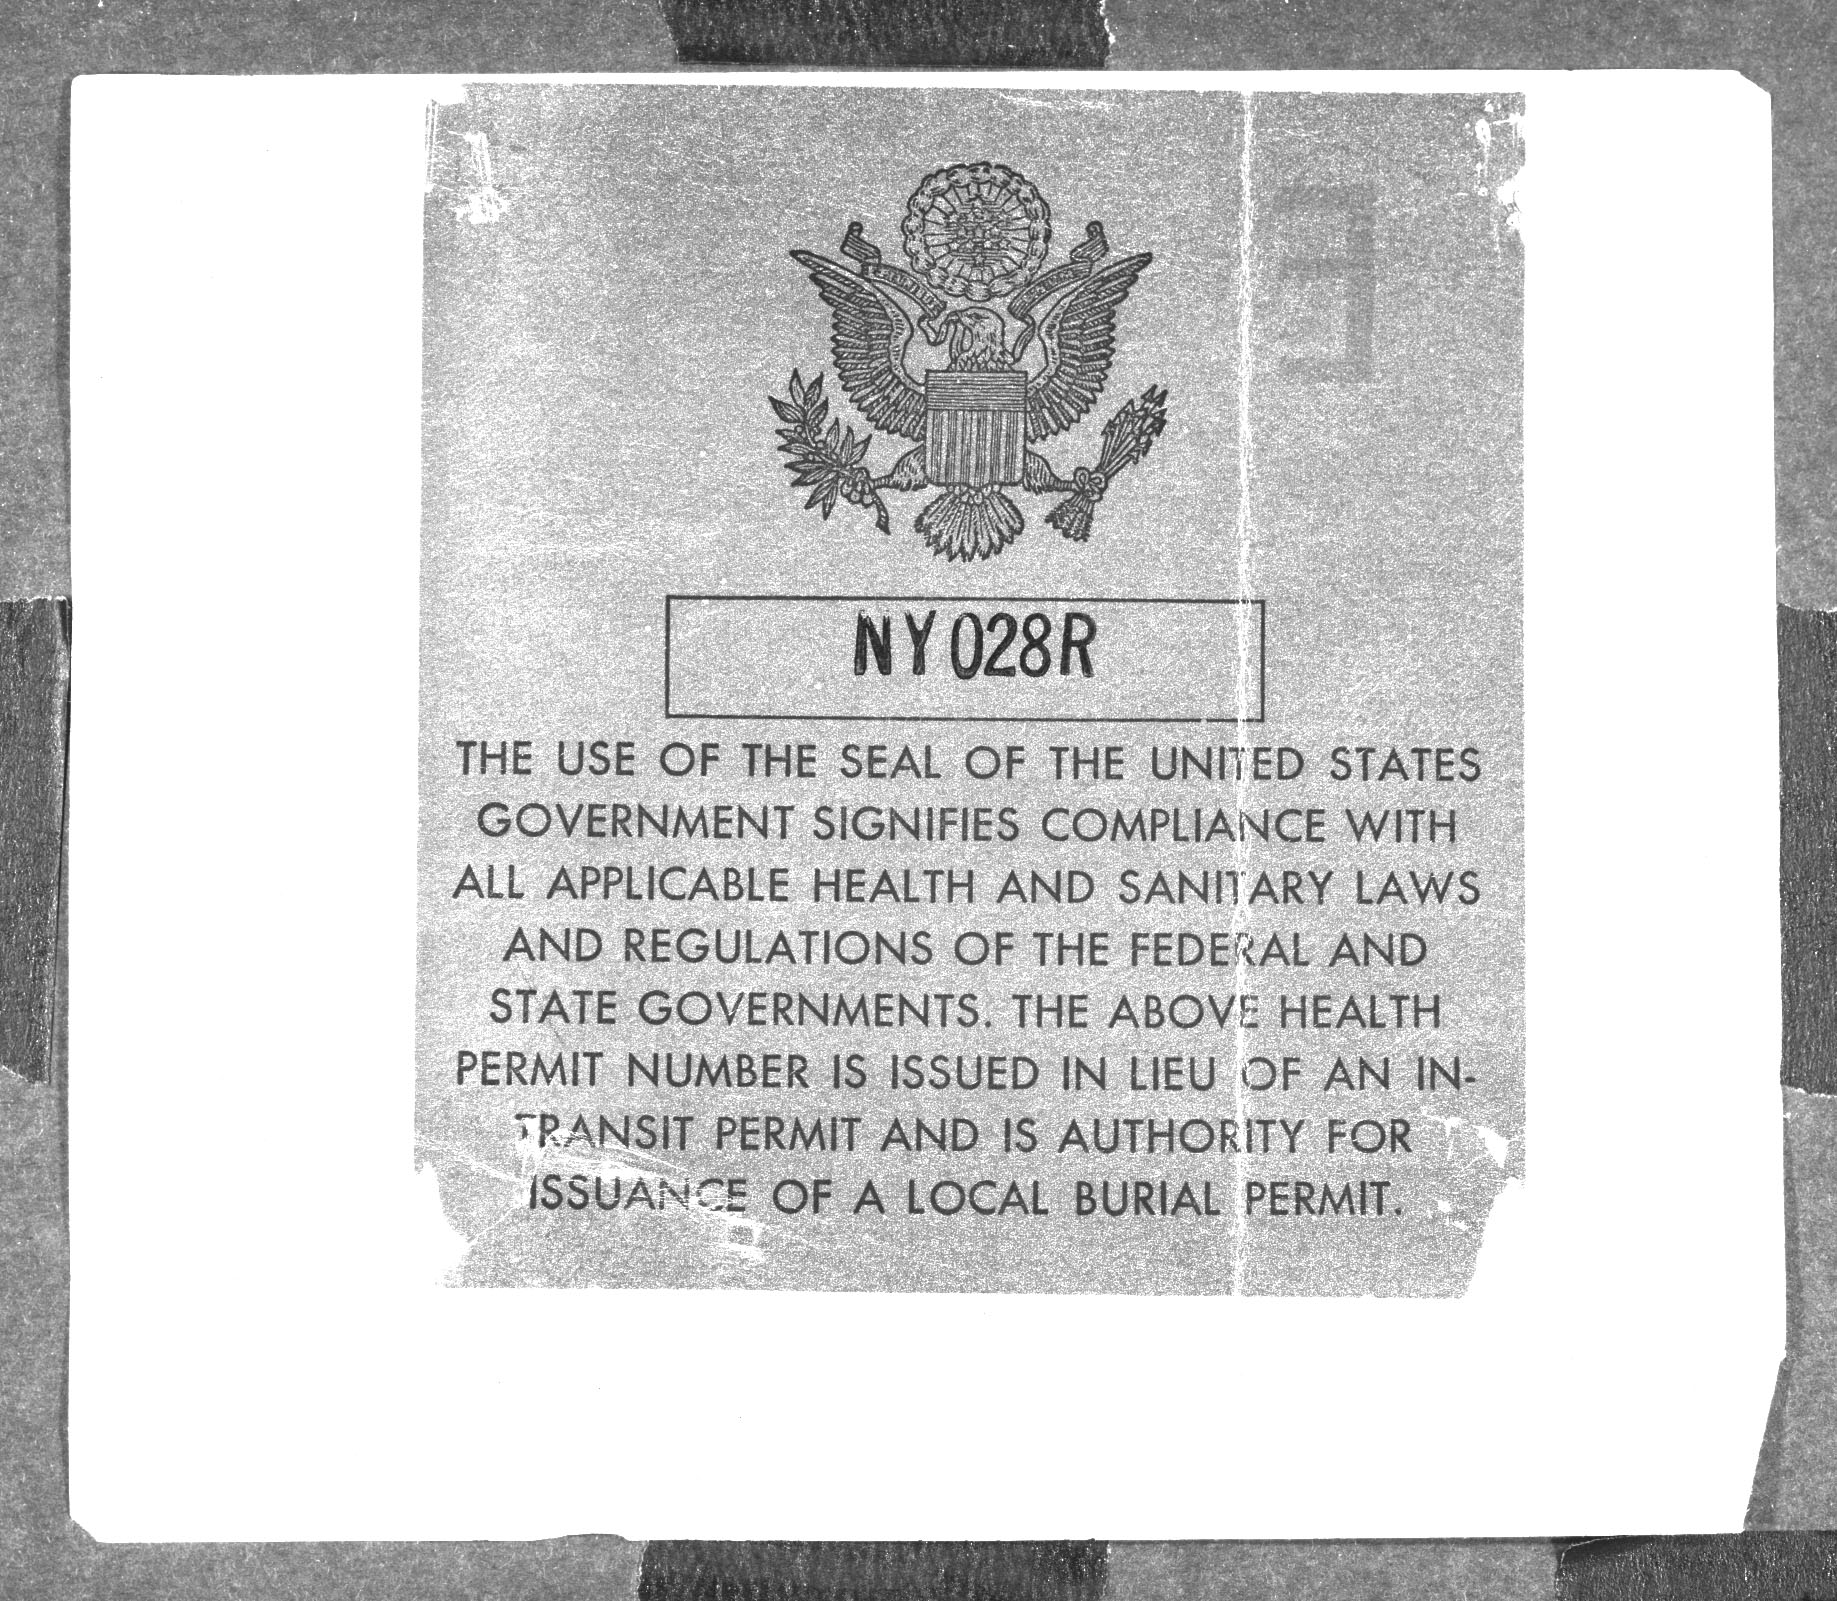 NY028R
THE USE OF THE SEAL OF THE UNITED STATES
GOVERNMENT SIGNIFIES COMPLIANCE WITH
ALL APPLICABLE HEALTH AND SANITARY LAWS
AND REGULATIONS OF THE FEDERAL AND
STATE GOVERNMENTS. THE ABOVE HEALTH
PERMIT NUMBER IS ISSUED IN LIEU OF AN IN-
TRANSIT PERMIT AND IS AUTHORITY FOR
ISSUANCE OF A LOCAL BURIAL PERMIT.